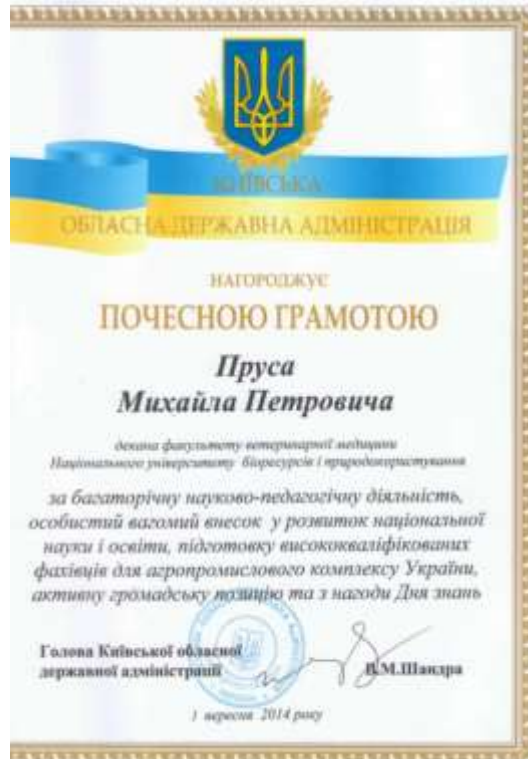 КИЇВСЬКА
ОБЛАСНА ДЕРЖАВНА АДМІНІСТРАЦІЯ
НАГОРОДЖУЄ
ПОЧЕСНОЮ ГРАМОТОЮ
Пруса
Михайла Петровича
декана факультету ветеринарної медицини
Національного університету біоресурсів і природокористування
за багаторічну науково-педагогічну діяльність,
особистий вагомий внесок у розвиток національної
науки і освіти, підготовку висококваліфікованих
фахівців для агропромислового комплексу України,
активну громадську позицію та з нагоди Дня знань
Голова Київської обласної
державної адміністрації В.М.Шандра
1 вересня 2014 року